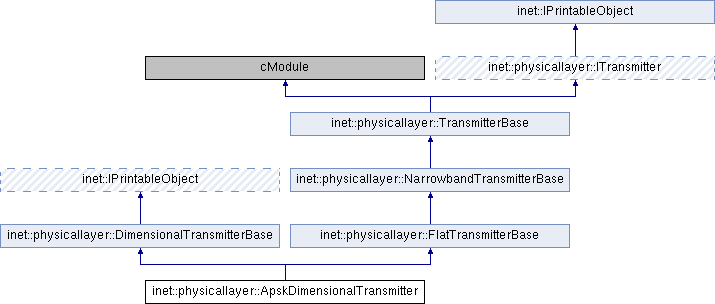 inet::IPrintableObject
cModule
inet::physicallayer::ITransmitter
inet::physicallayer::TransmitterBase
inet::IPrintableObject
inet::physicallayer::NarrowbandTransmitterBase
inet::physicallayer::DimensionalTransmitterBase
inet::physicallayer::FlatTransmitterBase
inet::physicallayer::ApskDimensionalTransmitter